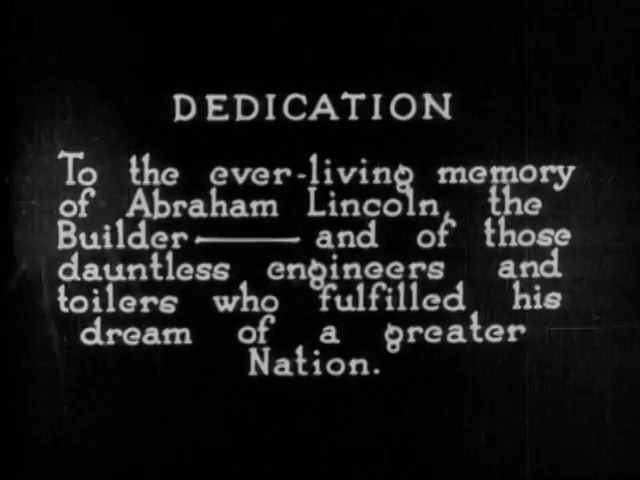 DEDICATION
To the ever-living memory
of Abraham Lincoln, the
Builder—— and of those
dauntless engineers and
toilers who fulfilled his
dream of a greater
Nation.